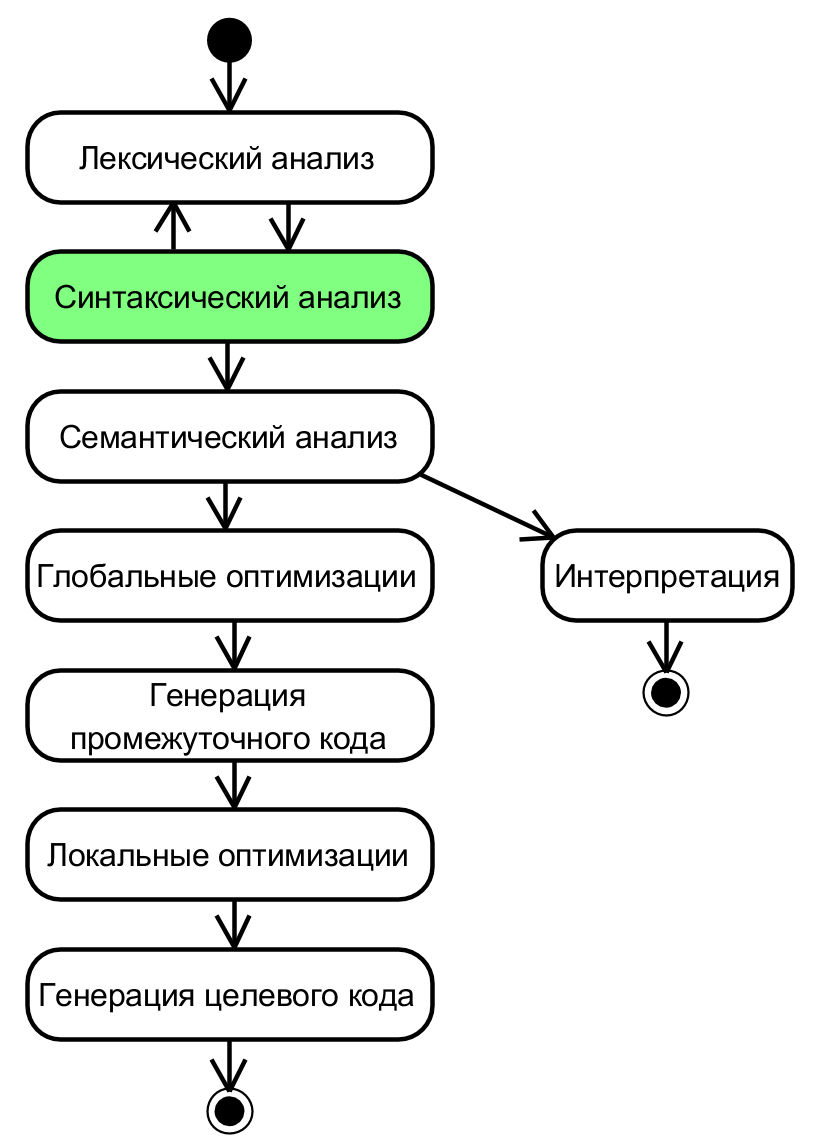 Лексический анализ
Синтаксический анализ
Семантический анализ
Глобальные оптимизации
Интерпретация
Генерация
промежуточного кода
Локальные оптимизации
Генерация целевого кода